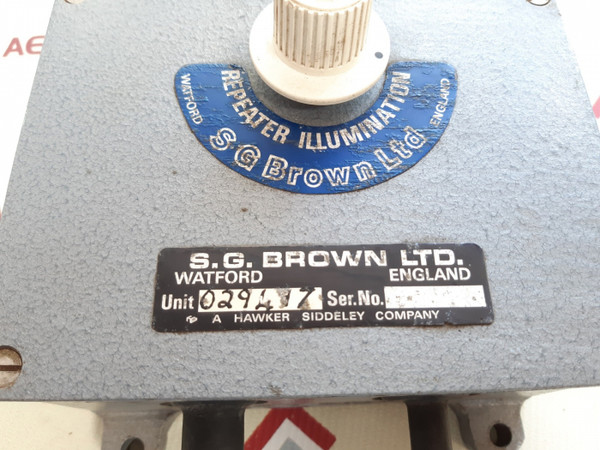 REPEATER ILLUMINATION
WATFORD
S G Brown Ltd
ENGLAND
S.G. BROWN LTD.
WATFORD ENGLAND
Unit Ser.No.
A HAWKER SIDDELEY COMPANY